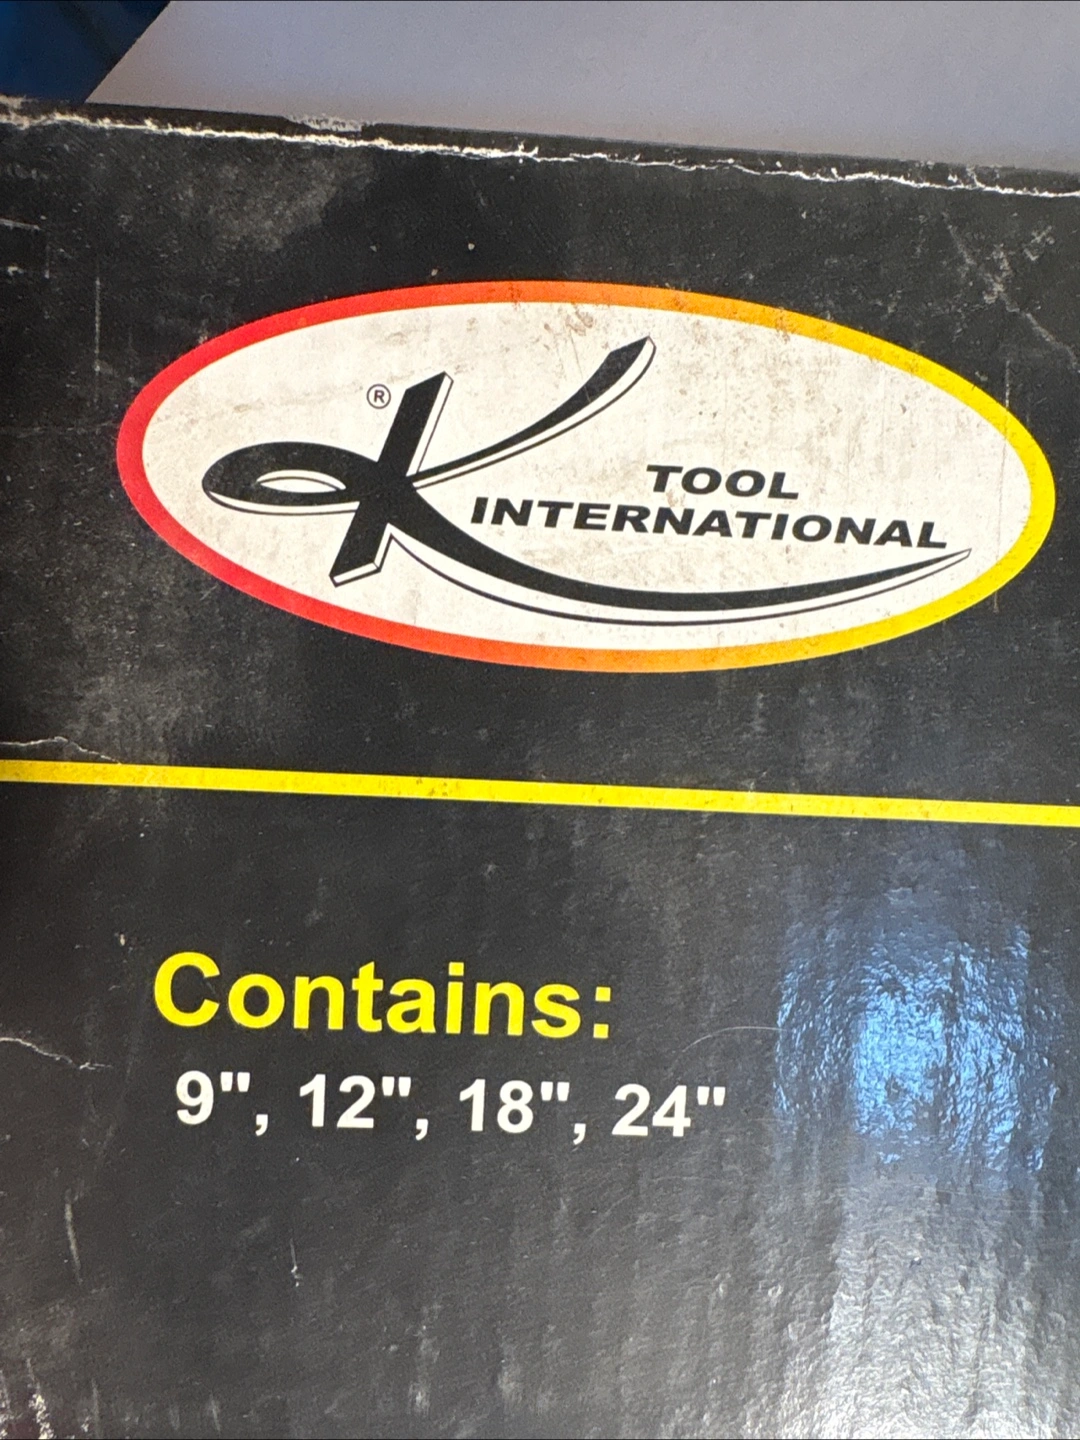 K®
TOOL
INTERNATIONAL
Contains:
9", 12", 18", 24"